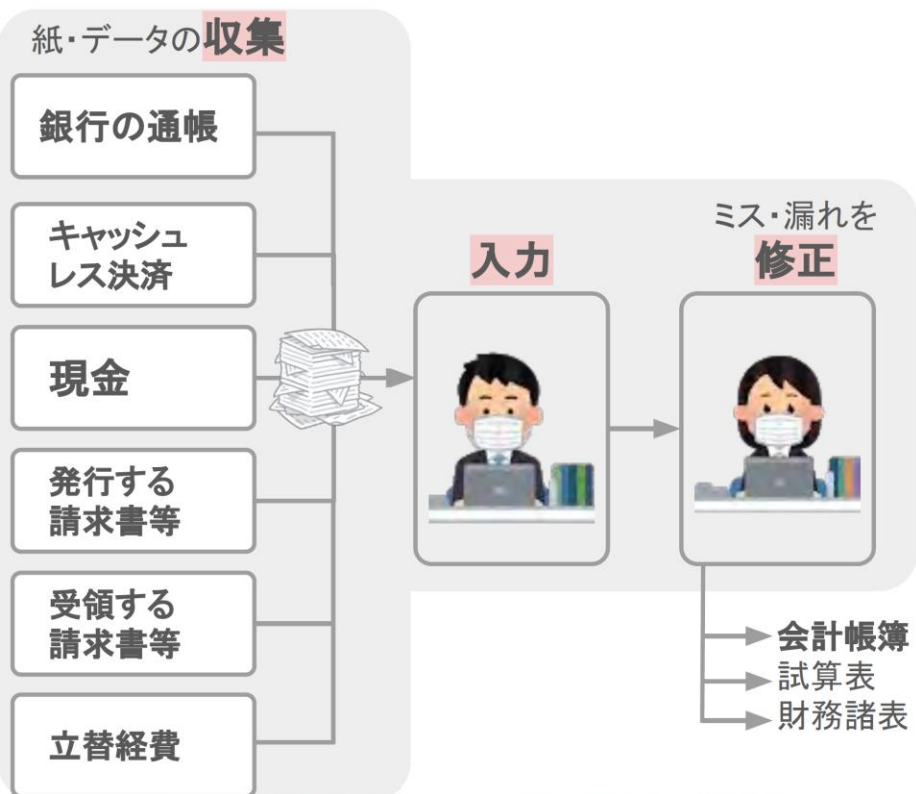 紙・データの収集
銀行の通帳
キャッシュ
レス決済
現金
発行する
請求書等
受領する
請求書等
立替経費
入力
ミス・漏れを
修正
会計帳簿
試算表
財務諸表